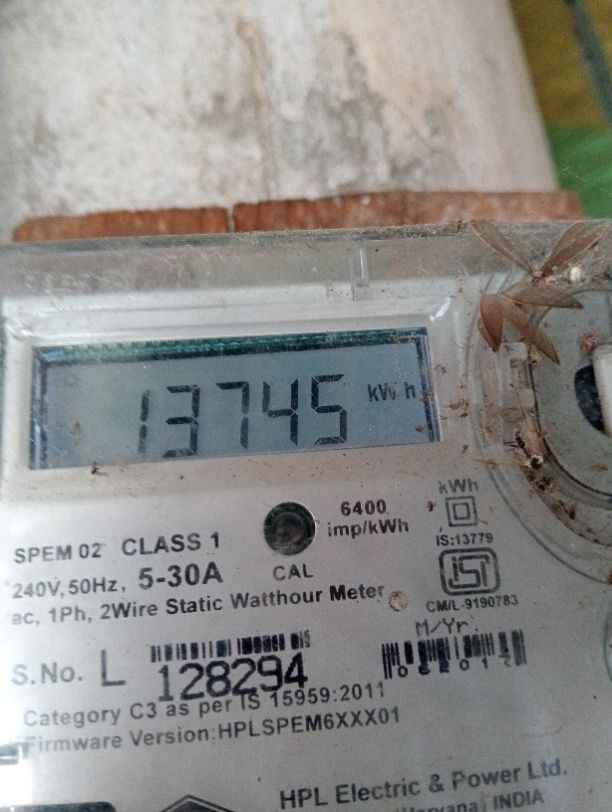 13745 kWh
kWh
6400
imp/kWh
IS:13779
SPEM 02 CLASS 1
CAL
240V,50Hz, 5-30A
ac, 1Ph, 2Wire Static Watthour Meter
ISI
CM/L-9190783
M/Yr.
S.No. L 128294
Category C3 as per IS 15959:2011
Firmware Version:HPLSPEM6XXX01
HPL Electric & Power Ltd.
Haryana, INDIA